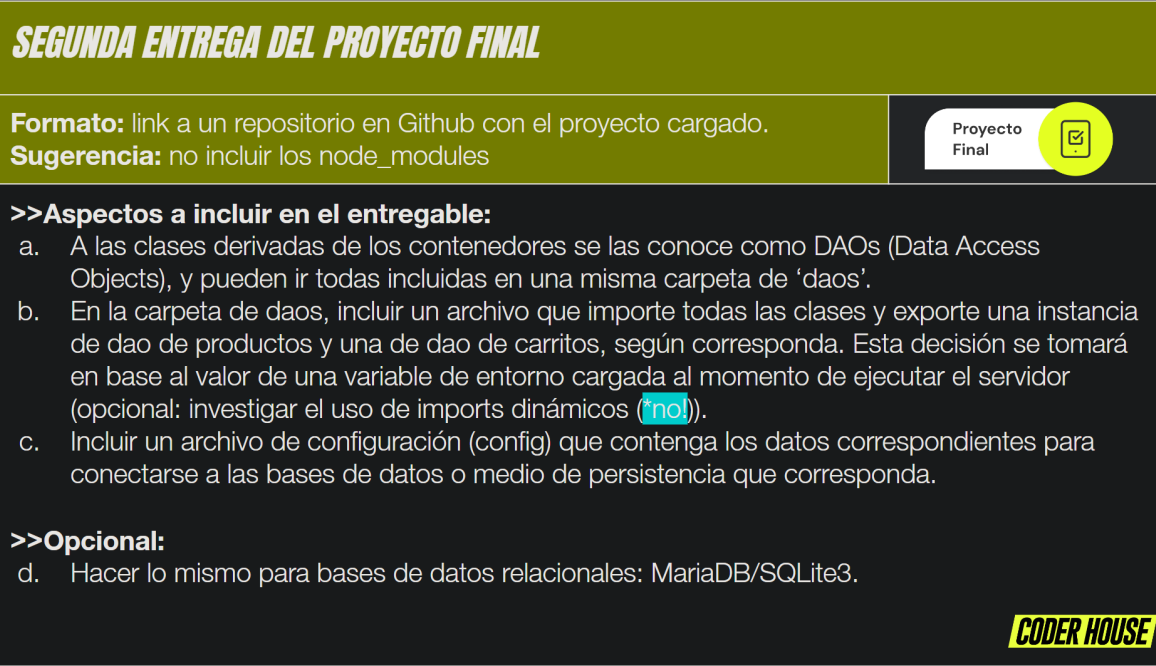 SEGUNDA ENTREGA DEL PROYECTO FINAL
Formato: link a un repositorio en Github con el proyecto cargado.
Sugerencia: no incluir los node_modules
Proyecto
Final
>>Aspectos a incluir en el entregable:
a. A las clases derivadas de los contenedores se las conoce como DAOs (Data Access
Objects), y pueden ir todas incluidas en una misma carpeta de ‘daos’.
b. En la carpeta de daos, incluir un archivo que importe todas las clases y exporte una instancia
de dao de productos y una de dao de carritos, según corresponda. Esta decisión se tomará
en base al valor de una variable de entorno cargada al momento de ejecutar el servidor
(opcional: investigar el uso de imports dinámicos (*no!)).
c. Incluir un archivo de configuración (config) que contenga los datos correspondientes para
conectarse a las bases de datos o medio de persistencia que corresponda.
>>Opcional:
d. Hacer lo mismo para bases de datos relacionales: MariaDB/SQLite3.
CODER HOUSE